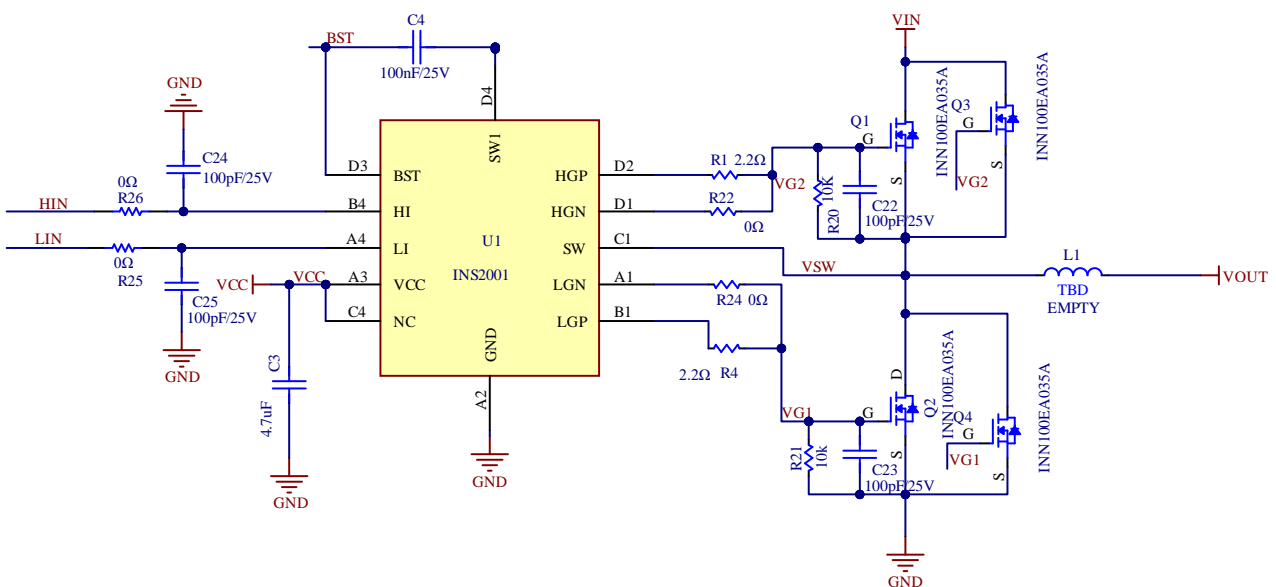 C4
BST
100nF/25V
VIN
GND
D4
SW1
Q1
Q3
G
G
INN100EA035A
INN100EA035A
S
S
VG2
C24
100pF/25V
0Ω
R26
HIN
LIN
0Ω
R25
D3
BST
B4
HI
A4
LI
A3
VCC
C4
NC
U1
INS2001
HGP
D2
HGN
D1
SW
C1
LGN
A1
LGP
B1
GND
A2
R1 2.2Ω
VG2
R22
0Ω
10K
R20
C22
100pF/25V
VSW
L1
TBD
EMPTY
VOUT
VCC
VCC
C25
100pF/25V
GND
R24 0Ω
2.2Ω R4
C3
4.7uF
GND
GND
VG1
G
D
S
Q2
INN100EA035A
Q4
G
VG1
S
INN100EA035A
R21
10k
C23
100pF/25V
GND